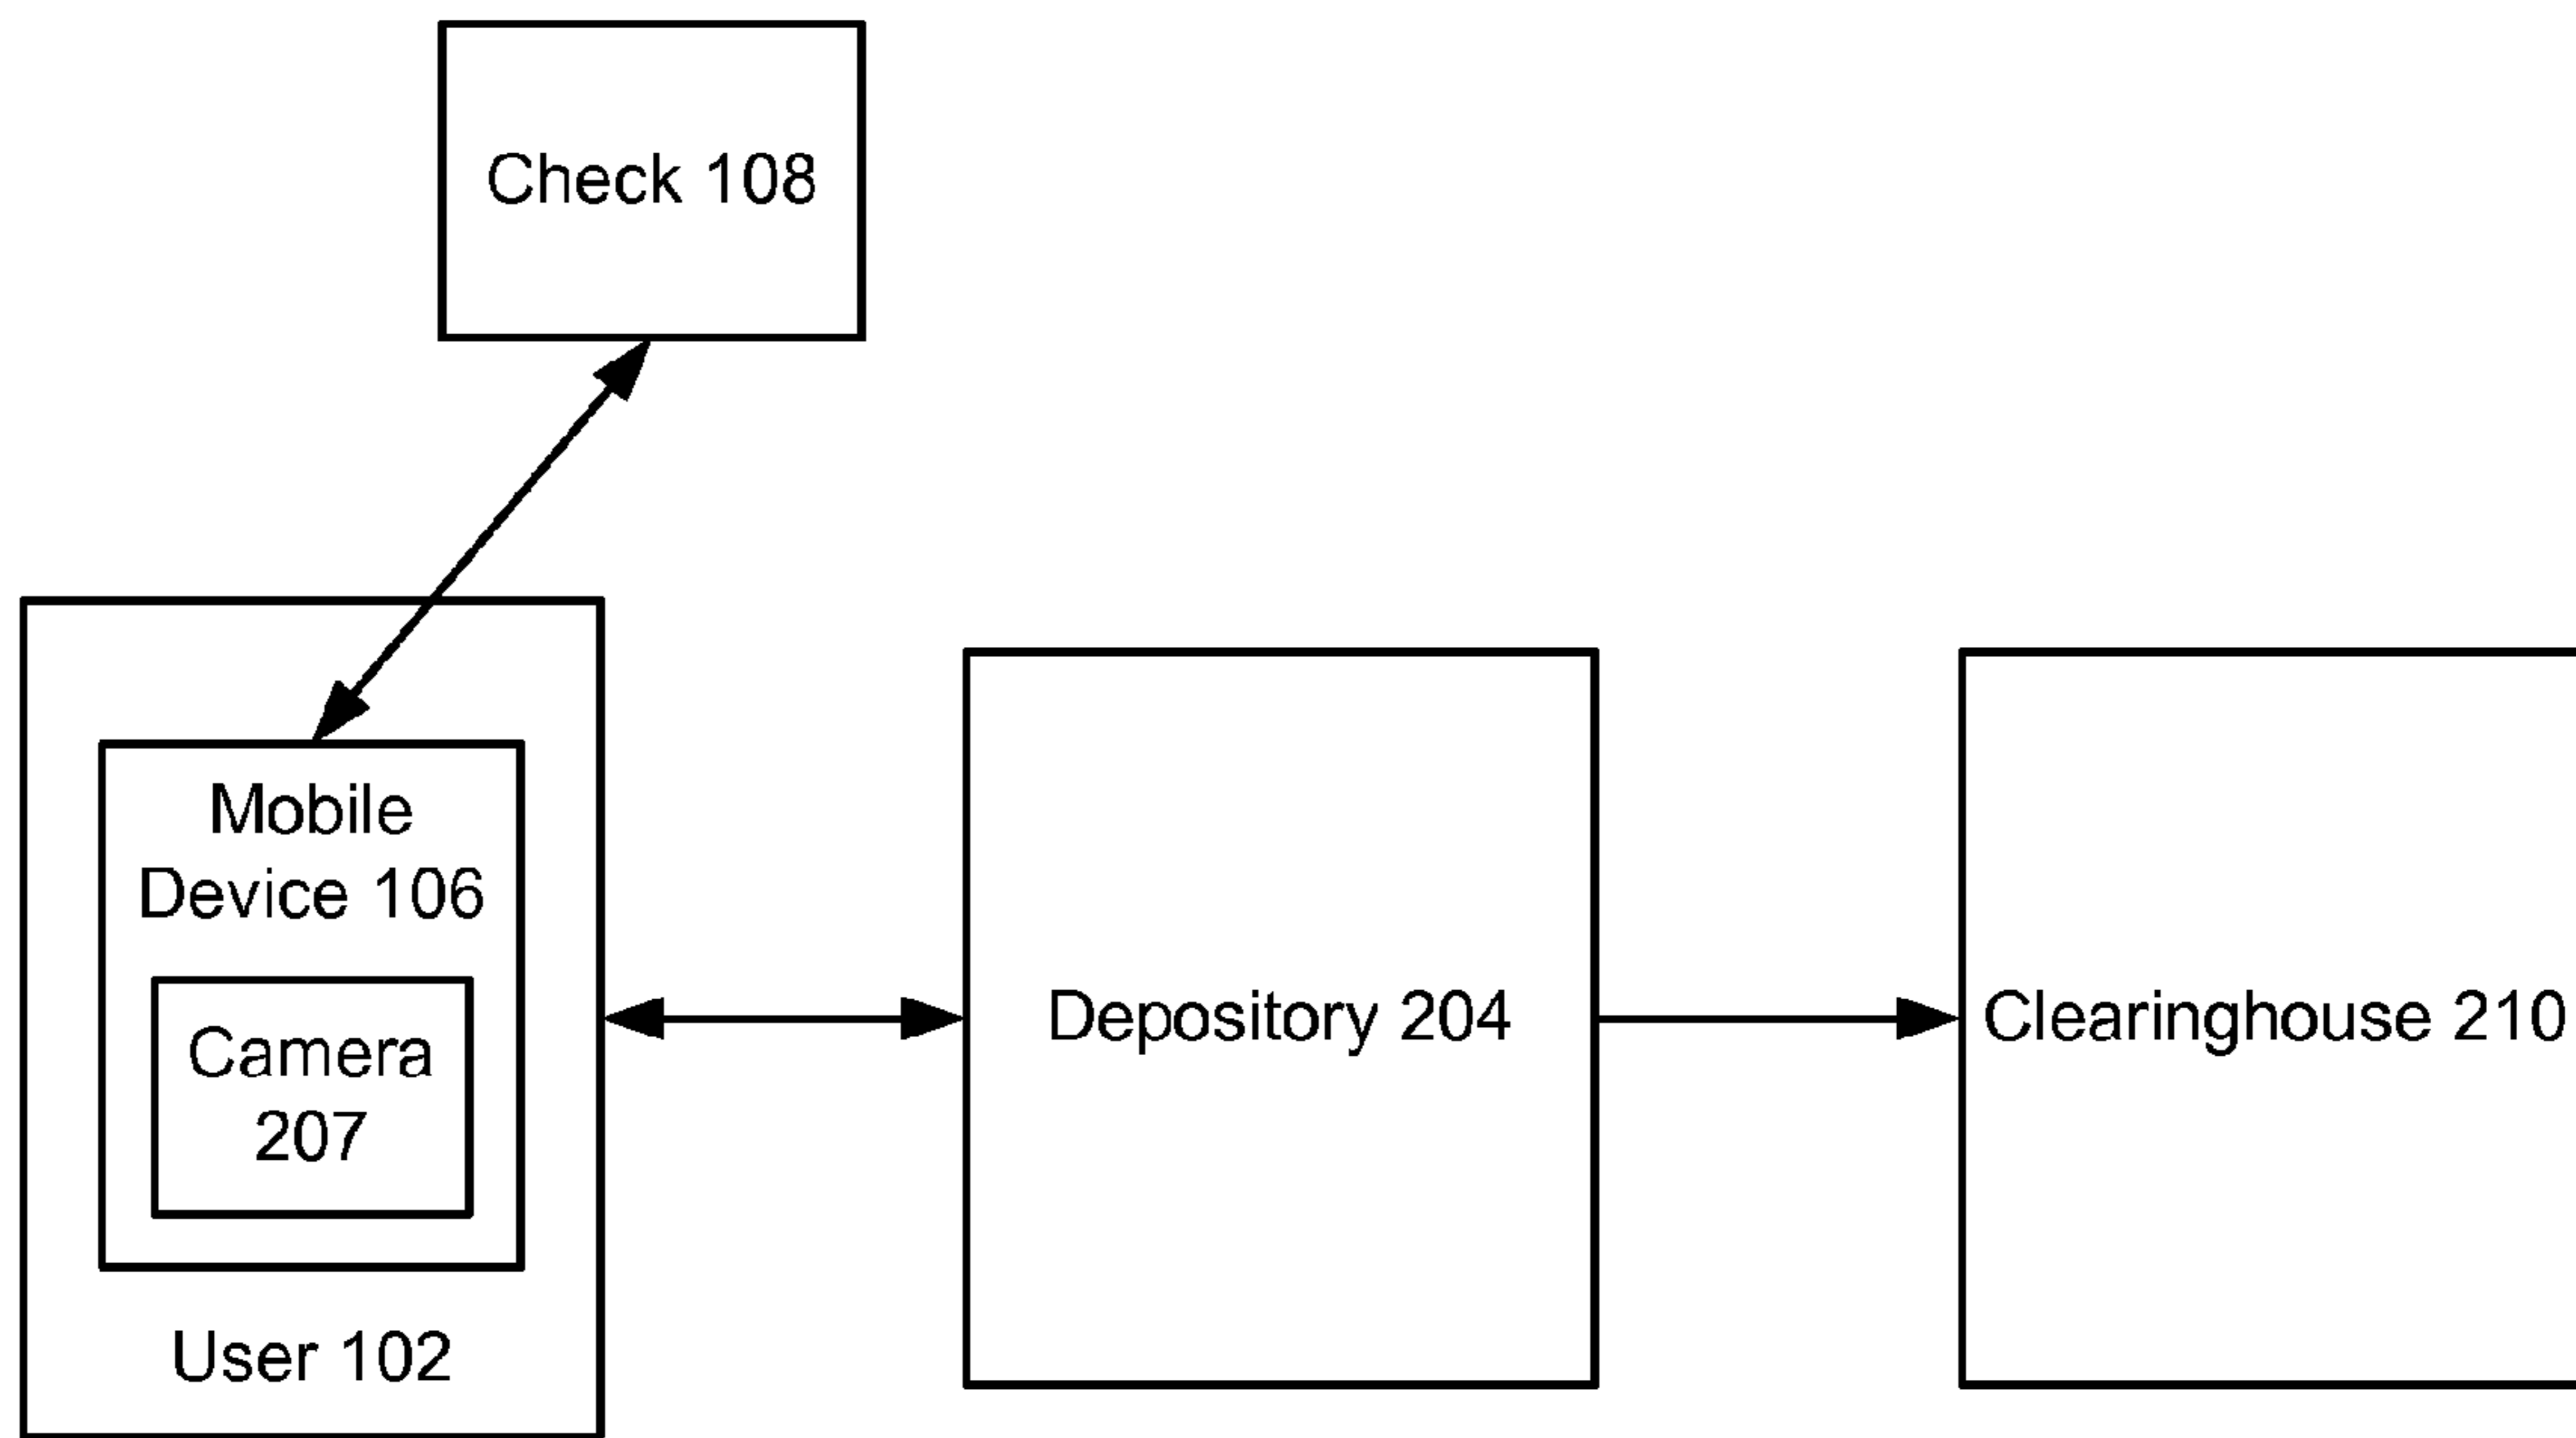 Check 108
Mobile
Device 106
Camera
207
User 102
Depository 204
Clearinghouse 210